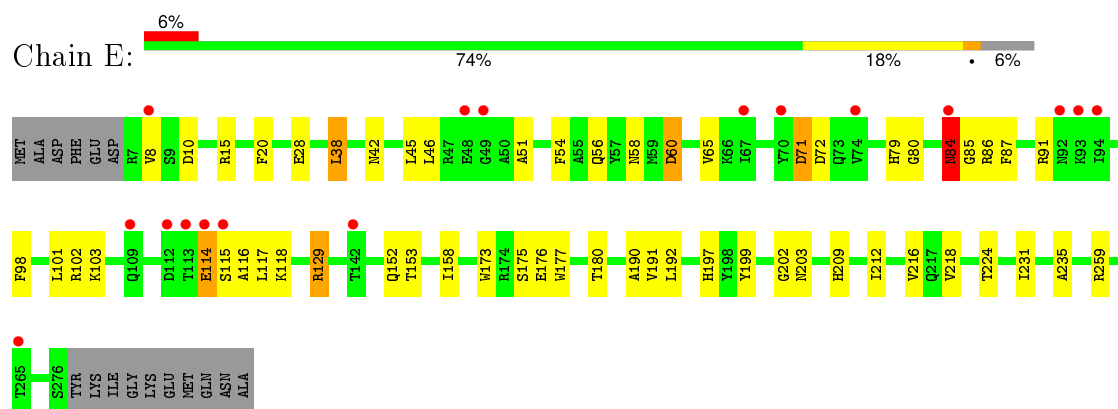 6%
Chain E:
74% 18% • 6%
MET ALA ASP PHE GLU ASP R7 V8 S9 D10 R15 F20 E28 L38 N42 L45 L46 R47 E48 G49 A50 A51 F54 A55 Q56 Y57 N58 M59 D60 V65 K66 I67 Y70 D71 D72 Q73 V74 H79 G80 N84 G85 R86 F87 R91 N92 K93 I94
F98 L101 R102 K103 Q109 D112 T113 E114 S115 A116 L117 K118 R129 T142 Q152 T153 I158 W173 R174 S175 E176 W177 T180 A190 V191 L192 H197 Y198 Y199 G202 N203 H209 I212 V216 Q217 V218 T224 I231 A235 R259
T265 S276 TYR LYS ILE GLY LYS GLU MET GLN ASN ALA